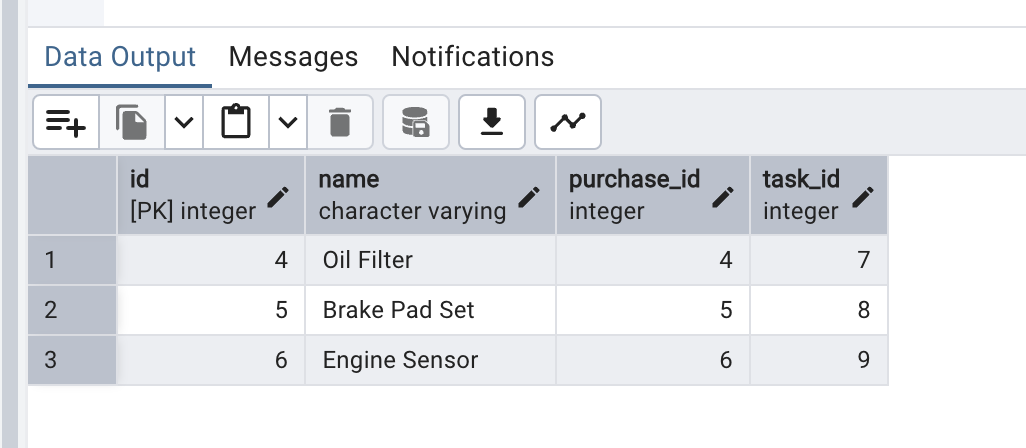 Data Output Messages Notifications
id name purchase_id task_id
[PK] integer character varying integer integer
1 4 Oil Filter 4 7
2 5 Brake Pad Set 5 8
3 6 Engine Sensor 6 9